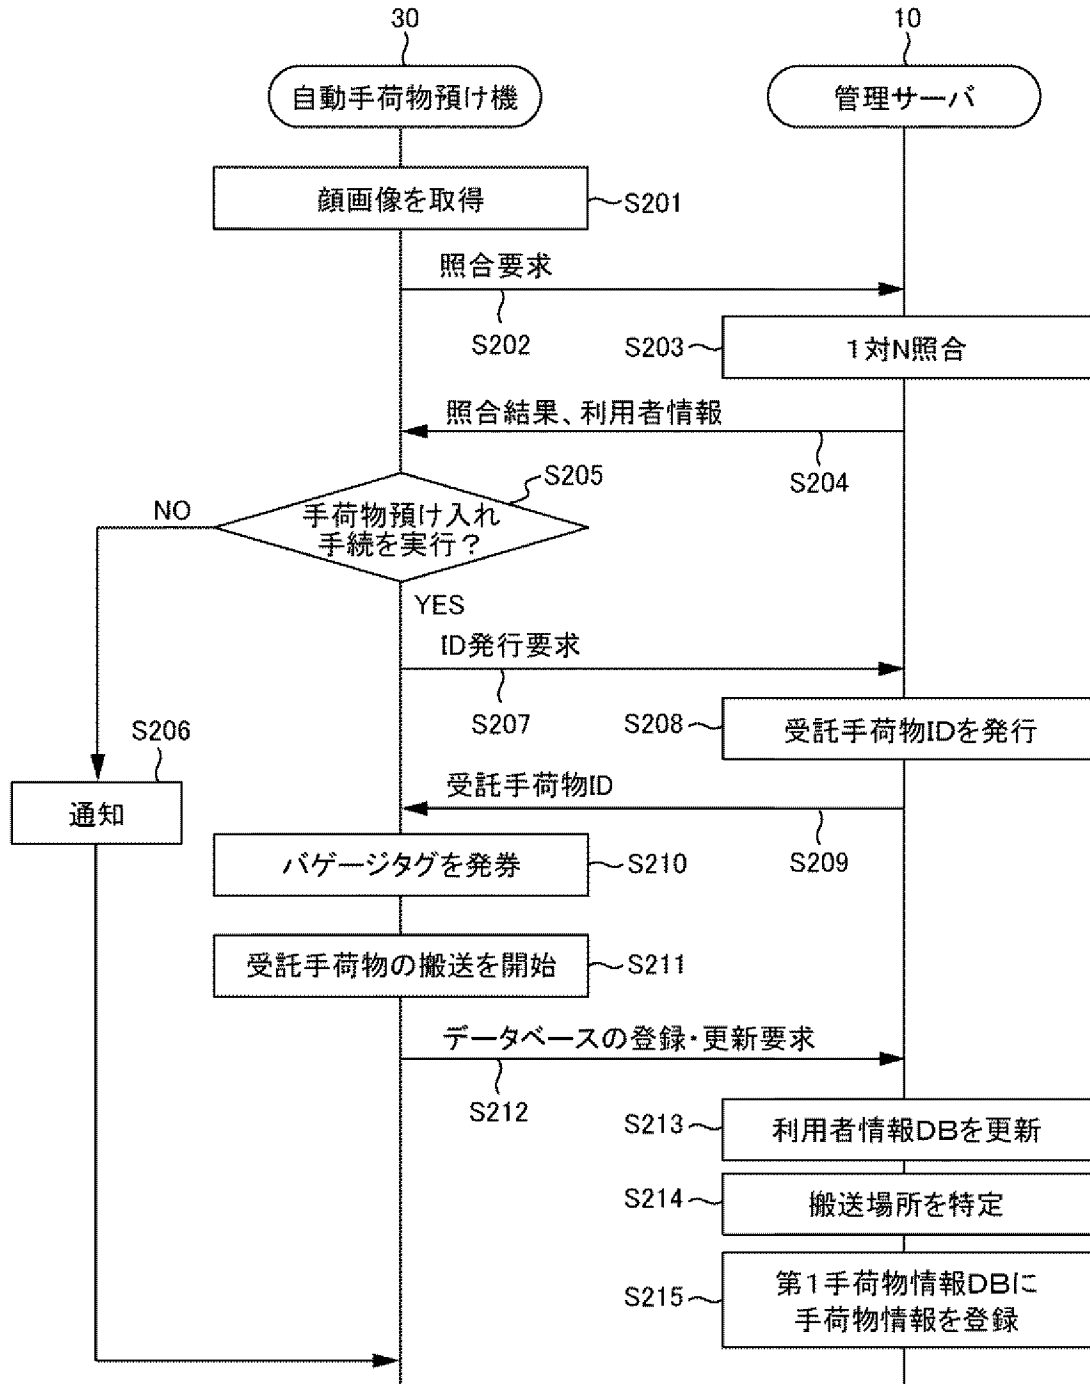 30
10
自動手荷物預け機
管理サーバ
顔画像を取得
S201
照合要求
S202
S203
1対N照合
照合結果、利用者情報
S204
S205
NO
手荷物預け入れ
手続を実行？
YES
ID発行要求
S207
S208
受託手荷物IDを発行
S206
通知
受託手荷物ID
S209
バゲージタグを発券
S210
受託手荷物の搬送を開始
S211
データベースの登録・更新要求
S212
S213
利用者情報DBを更新
S214
搬送場所を特定
S215
第1手荷物情報DBに
手荷物情報を登録